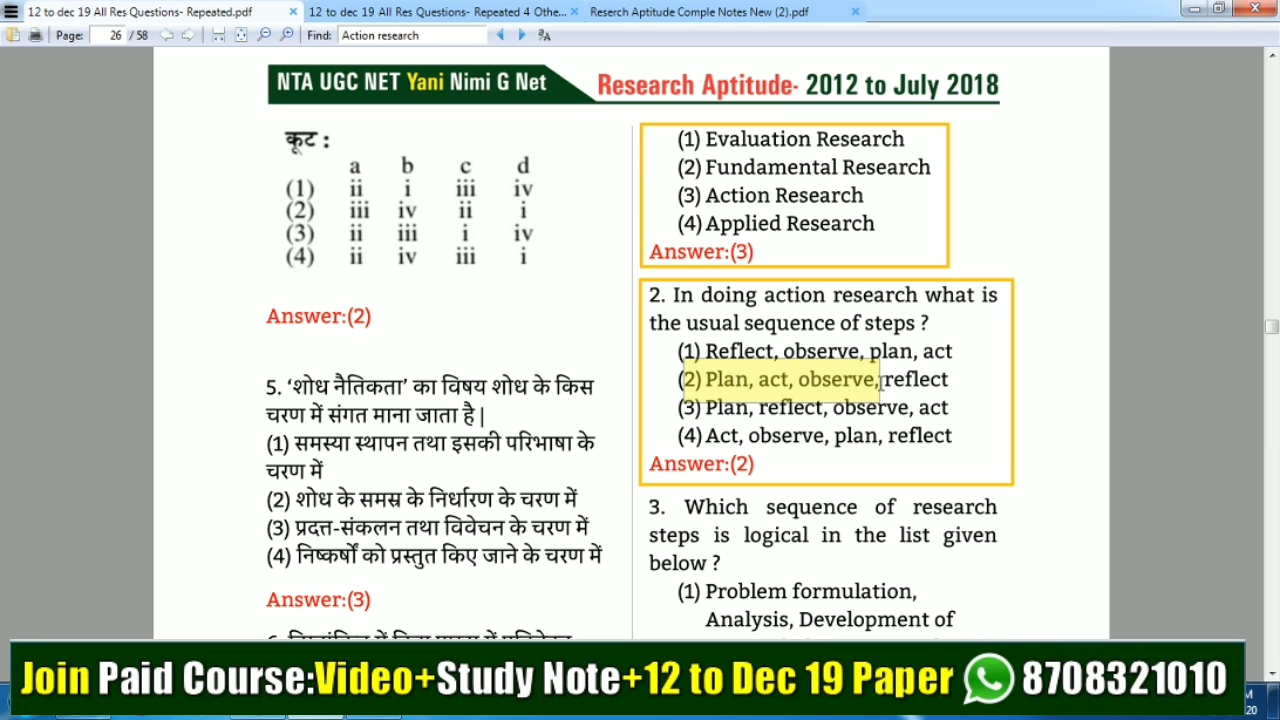 12 to dec 19 All Res Questions- Repeated.pdf
12 to dec 19 All Res Questions- Repeated 4 Othe...
Reserch Aptitude Comple Notes New (2).pdf
Page: 26 / 58 Find: Action research
NTA UGC NET Yani Nimi G Net
Research Aptitude- 2012 to July 2018
कूट :
a b c d
(1) ii i iii iv
(2) iii iv ii i
(3) ii iii i iv
(4) ii iv iii i
Answer:(2)
5. ‘शोध नैतिकता’ का विषय शोध के किस
चरण में संगत माना जाता है|
(1) समस्या स्थापन तथा इसकी परिभाषा के
चरण में
(2) शोध के समस्र के निर्धारण के चरण में
(3) प्रदत्त-संकलन तथा विवेचन के चरण में
(4) निष्कर्षों को प्रस्तुत किए जाने के चरण में
Answer:(3)
(1) Evaluation Research
(2) Fundamental Research
(3) Action Research
(4) Applied Research
Answer:(3)
2. In doing action research what is
the usual sequence of steps ?
(1) Reflect, observe, plan, act
(2) Plan, act, observe, reflect
(3) Plan, reflect, observe, act
(4) Act, observe, plan, reflect
Answer:(2)
3. Which sequence of research
steps is logical in the list given
below ?
(1) Problem formulation,
Analysis, Development of
Join Paid Course:Video+Study Note+12 to Dec 19 Paper 8708321010